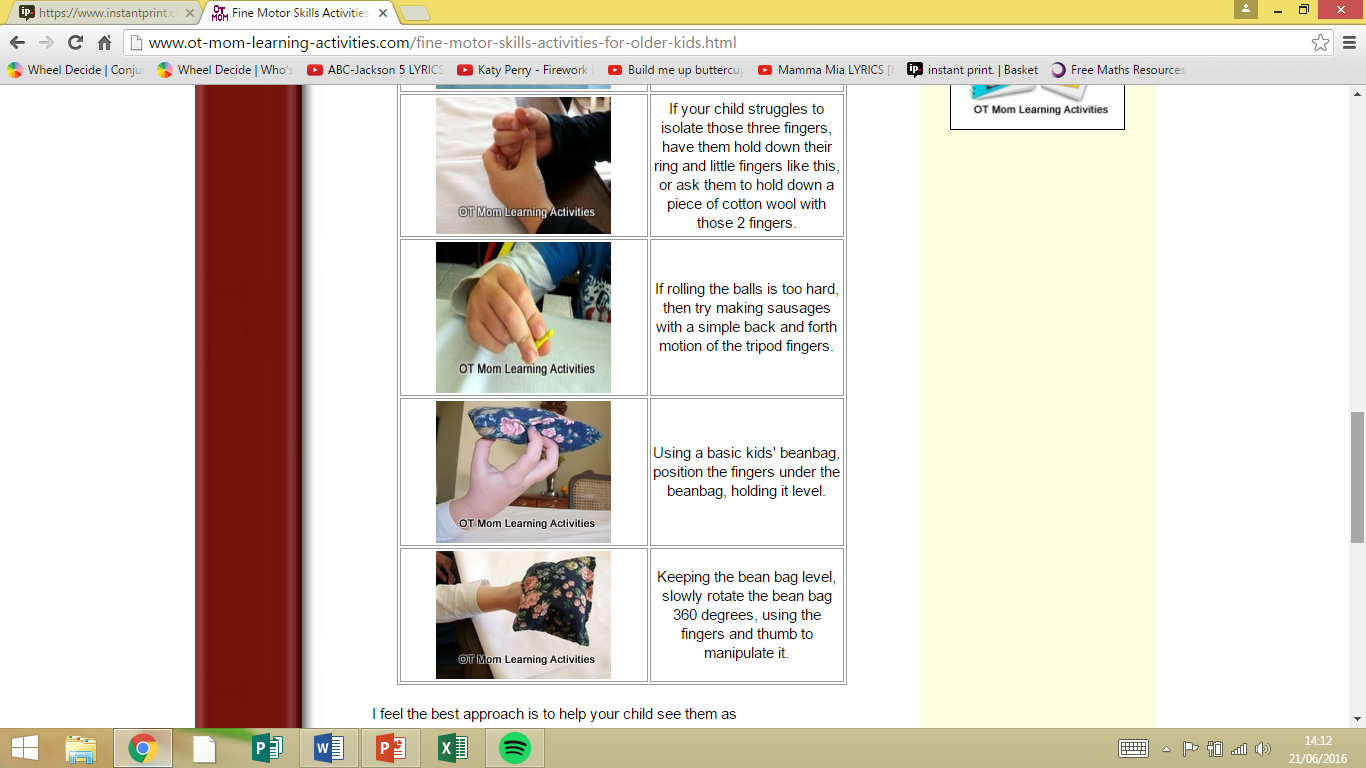 https://www.instantprint.c
Fine Motor Skills Activities
www.ot-mom-learning-activities.com/fine-motor-skills-activities-for-older-kids.html
Wheel Decide | Conju
Wheel Decide | Who's
ABC-Jackson 5 LYRICS
Katy Perry - Firework
Build me up buttercup
Mamma Mia LYRICS [
instant print. | Basket
Free Maths Resources
OT Mom Learning Activities
If your child struggles to
isolate those three fingers,
have them hold down their
ring and little fingers like this,
or ask them to hold down a
piece of cotton wool with
those 2 fingers.
OT Mom Learning Activities
If rolling the balls is too hard,
then try making sausages
with a simple back and forth
motion of the tripod fingers.
OT Mom Learning Activities
Using a basic kids' beanbag,
position the fingers under the
beanbag, holding it level.
OT Mom Learning Activities
Keeping the bean bag level,
slowly rotate the bean bag
360 degrees, using the
fingers and thumb to
manipulate it.
OT Mom Learning Activities
I feel the best approach is to help your child see them as
14:12
21/06/2016